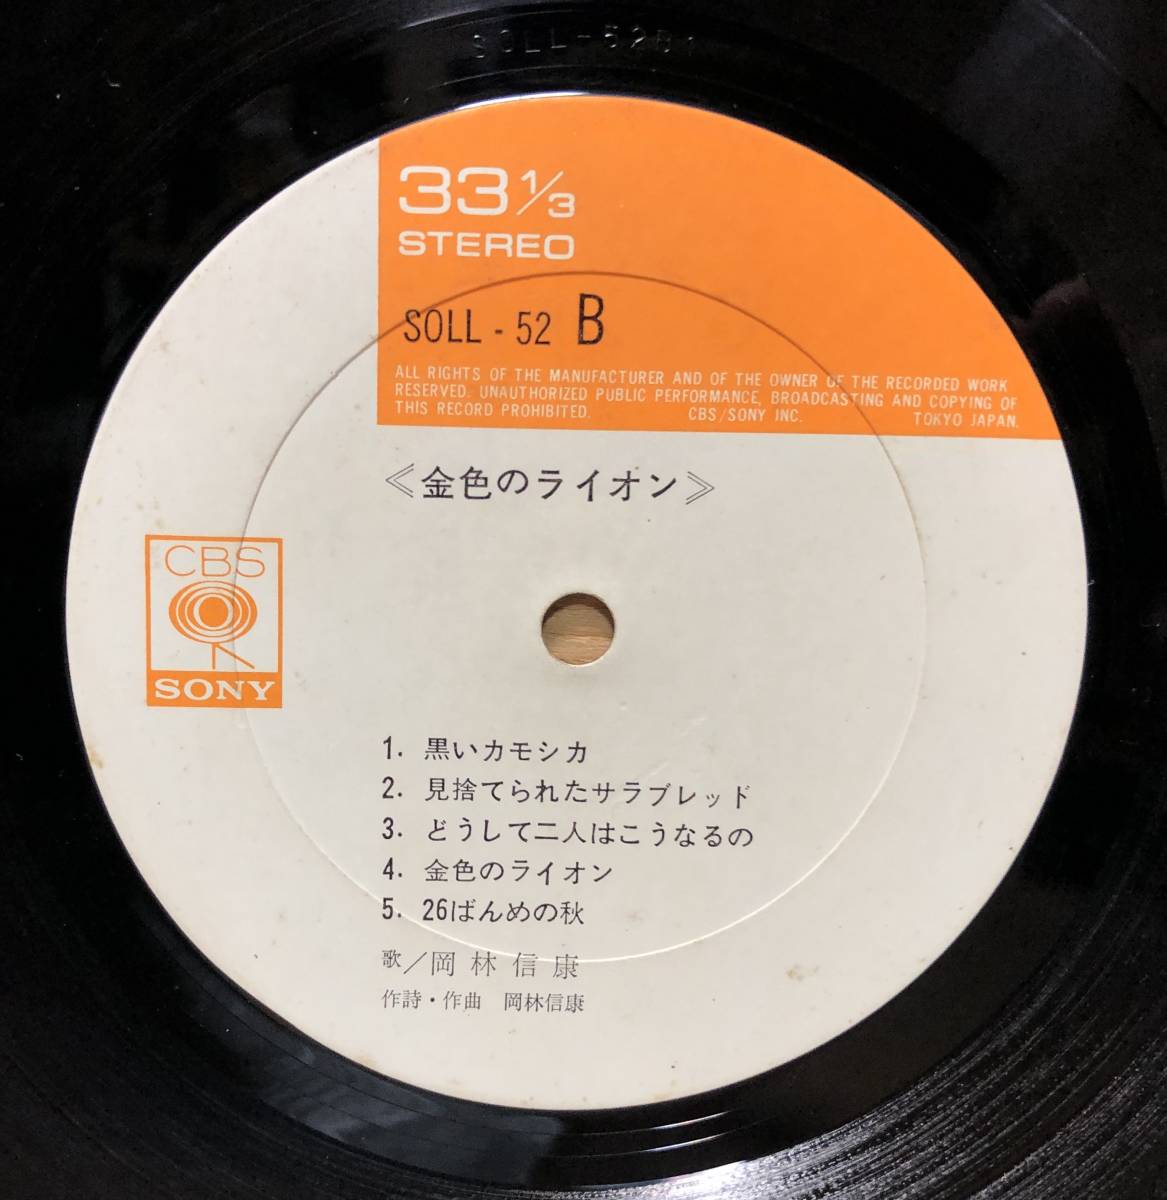 SOLL-52B1
33 1/3
STEREO
SOLL - 52 B
ALL RIGHTS OF THE MANUFACTURER AND OF THE OWNER OF THE RECORDED WORK
RESERVED. UNAUTHORIZED PUBLIC PERFORMANCE, BROADCASTING AND COPYING OF
THIS RECORD PROHIBITED. CBS/SONY INC. TOKYO JAPAN.
≪金色のライオン≫
CBS
SONY
1. 黒いカモシカ
2. 見捨てられたサラブレッド
3. どうして二人はこうなるの
4. 金色のライオン
5. 26ばんめの秋
歌/岡林信康
作詩・作曲 岡林信康